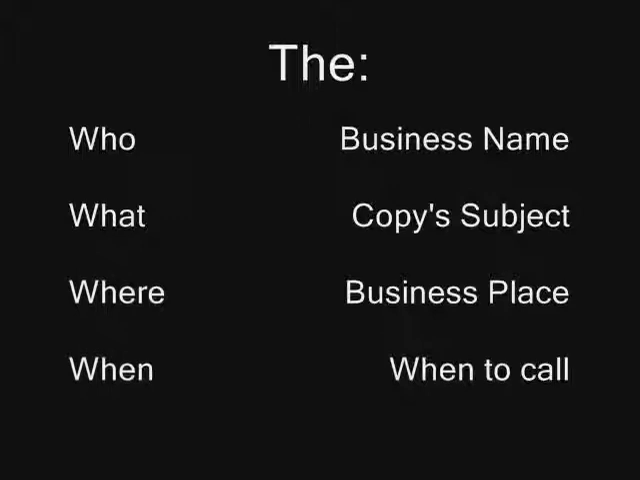 The:
Who Business Name
What Copy's Subject
Where Business Place
When When to call